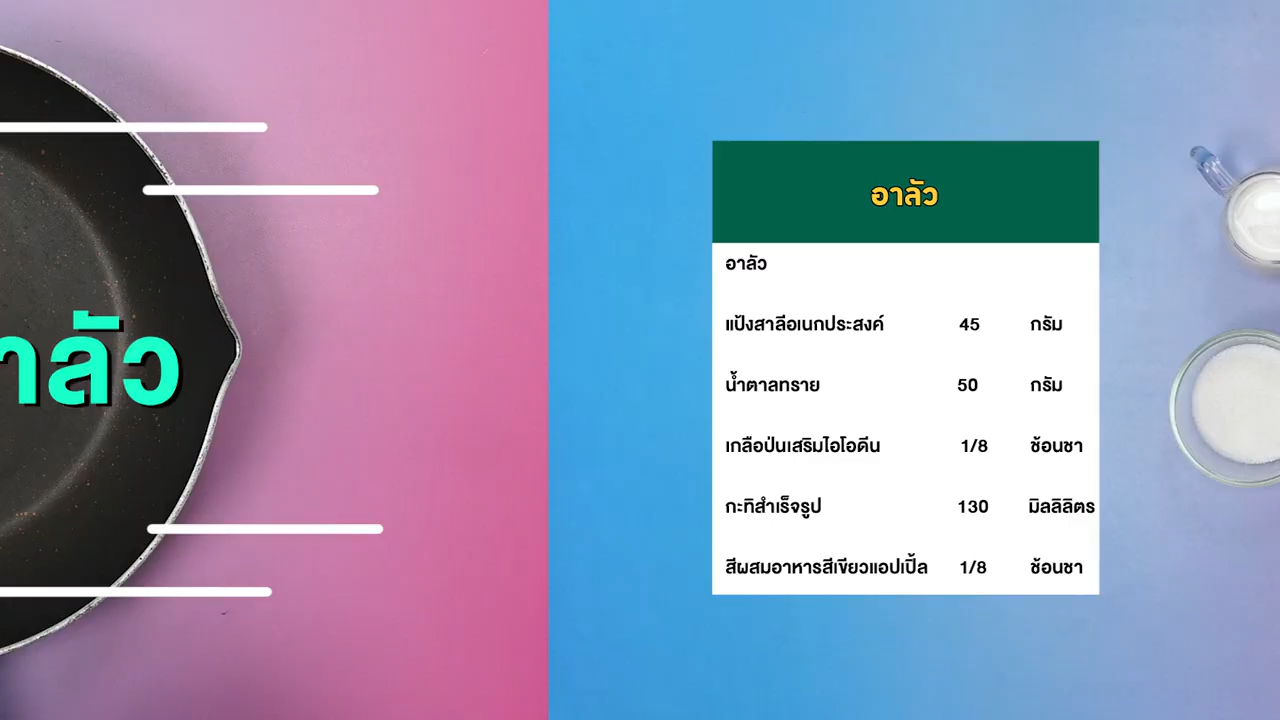 าลัว
อาลัว
อาลัว
แป้งสาลีอเนกประสงค์ 45 กรัม
น้ำตาลทราย 50 กรัม
เกลือป่นเสริมไอโอดีน 1/8 ช้อนชา
กะทิสำเร็จรูป 130 มิลลิลิตร
สีผสมอาหารสีเขียวแอปเปิ้ล 1/8 ช้อนชา